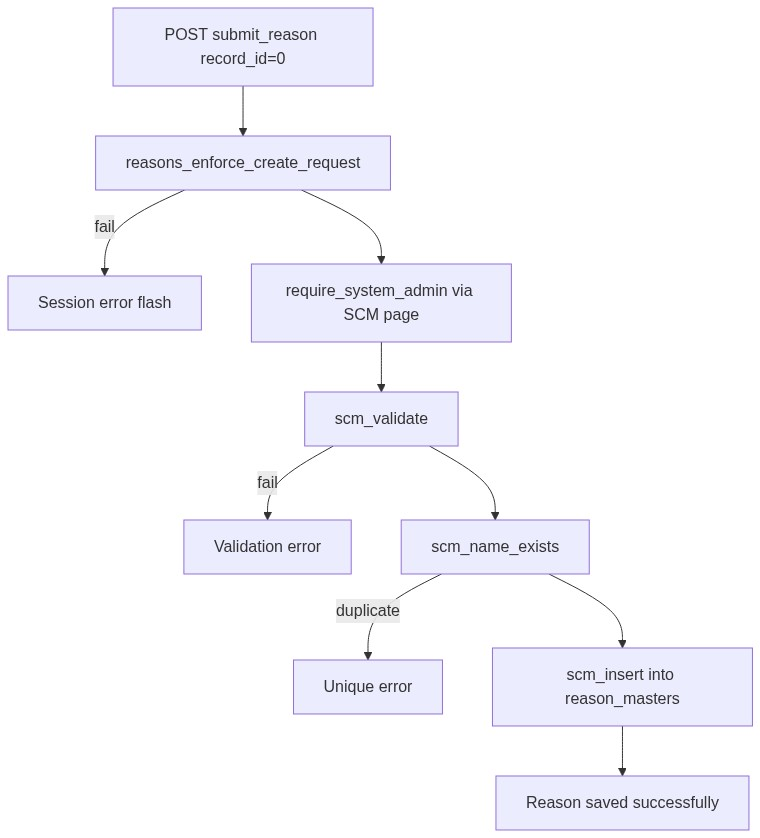 POST submit_reason
record_id=0
reasons_enforce_create_request
fail
Session error flash
require_system_admin via
SCM page
scm_validate
fail
Validation error
scm_name_exists
duplicate
Unique error
scm_insert into
reason_masters
Reason saved successfully